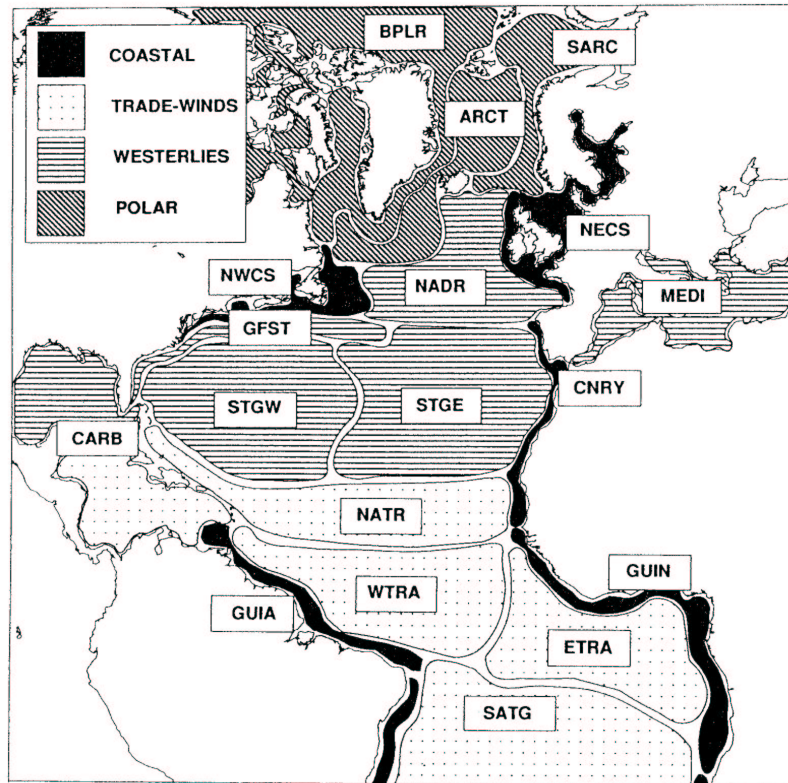 BPLR
SARC
COASTAL
TRADE-WINDS
ARCT
WESTERLIES
POLAR
NECS
NWCS
NADR
MEDI
GFST
STGW
STGE
CNRY
CARB
NATR
GUIN
WTRA
GUIA
ETRA
SATG